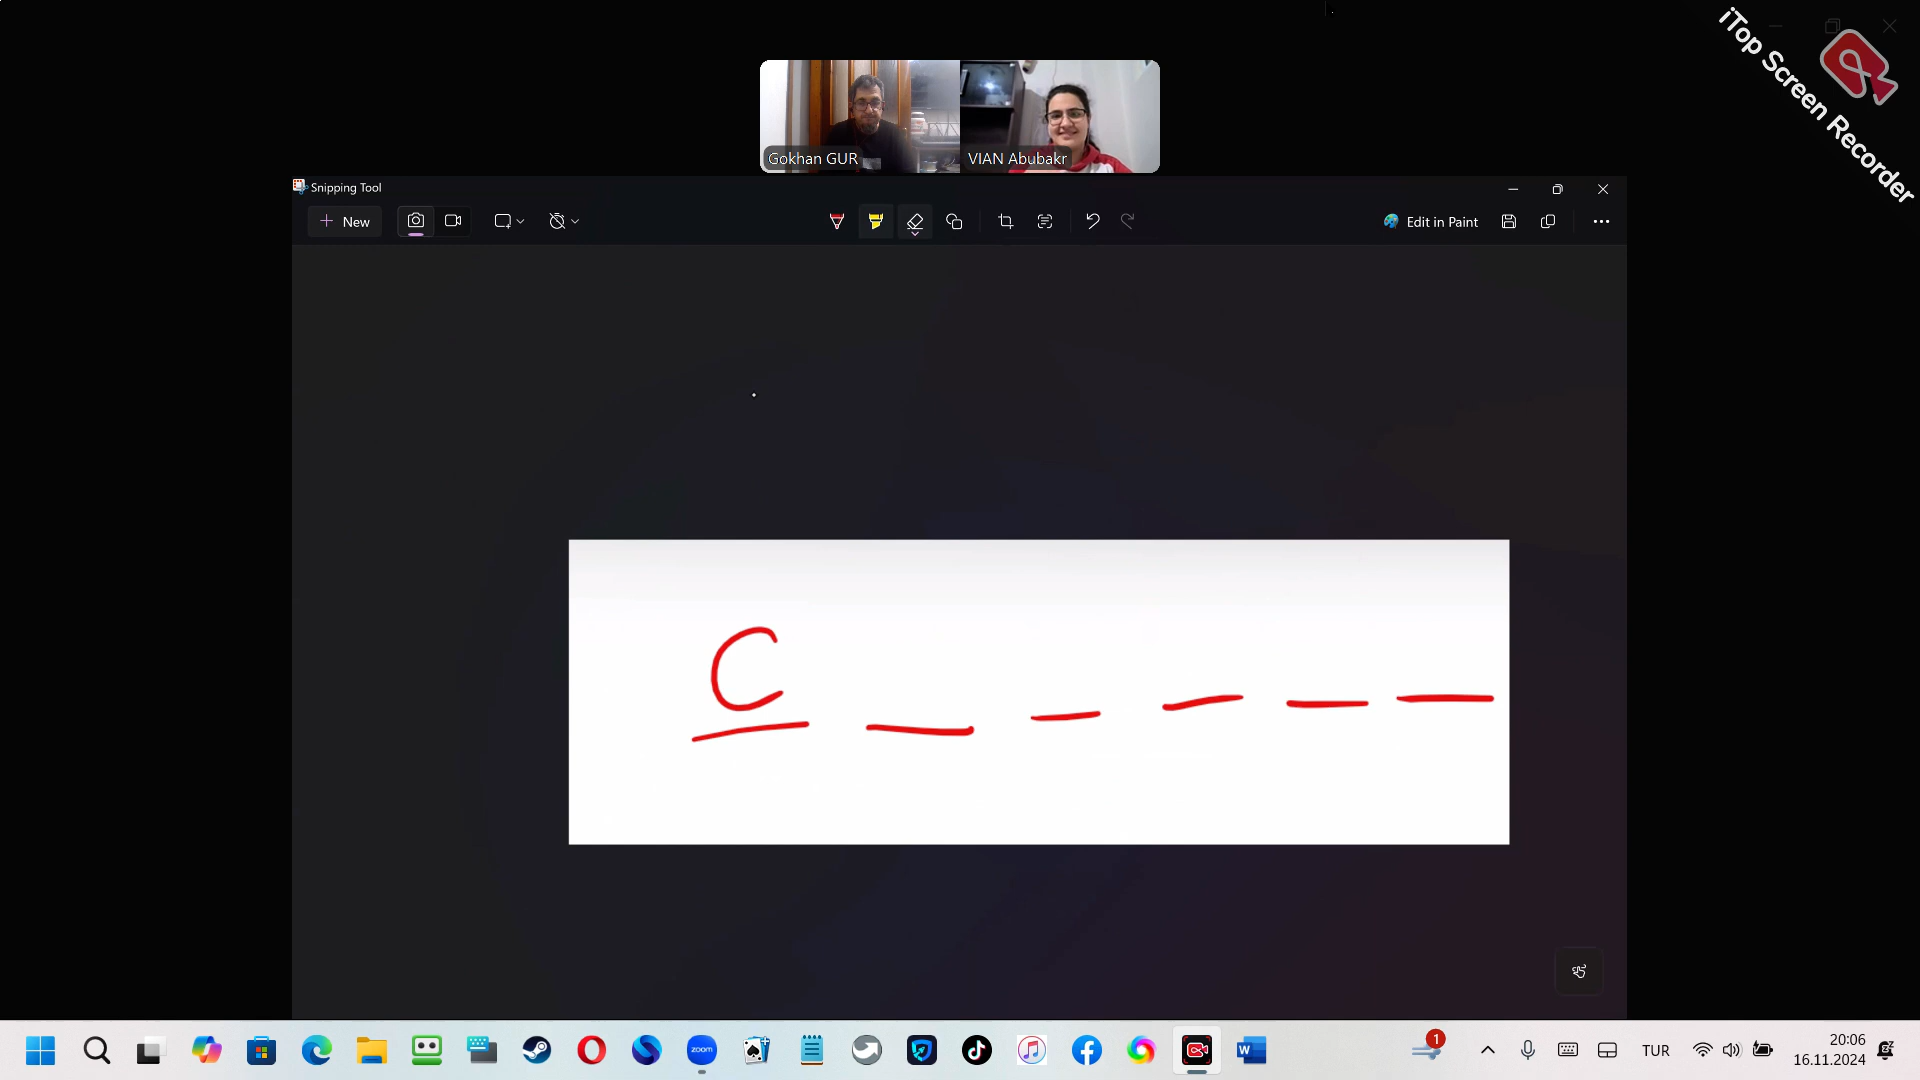 iTop Screen Recorder
Gokhan GUR
VIAN Abubakr
Snipping Tool
New
Edit in Paint
C _ _ _ _ _
zoom
W
1
TUR
20:06
16.11.2024